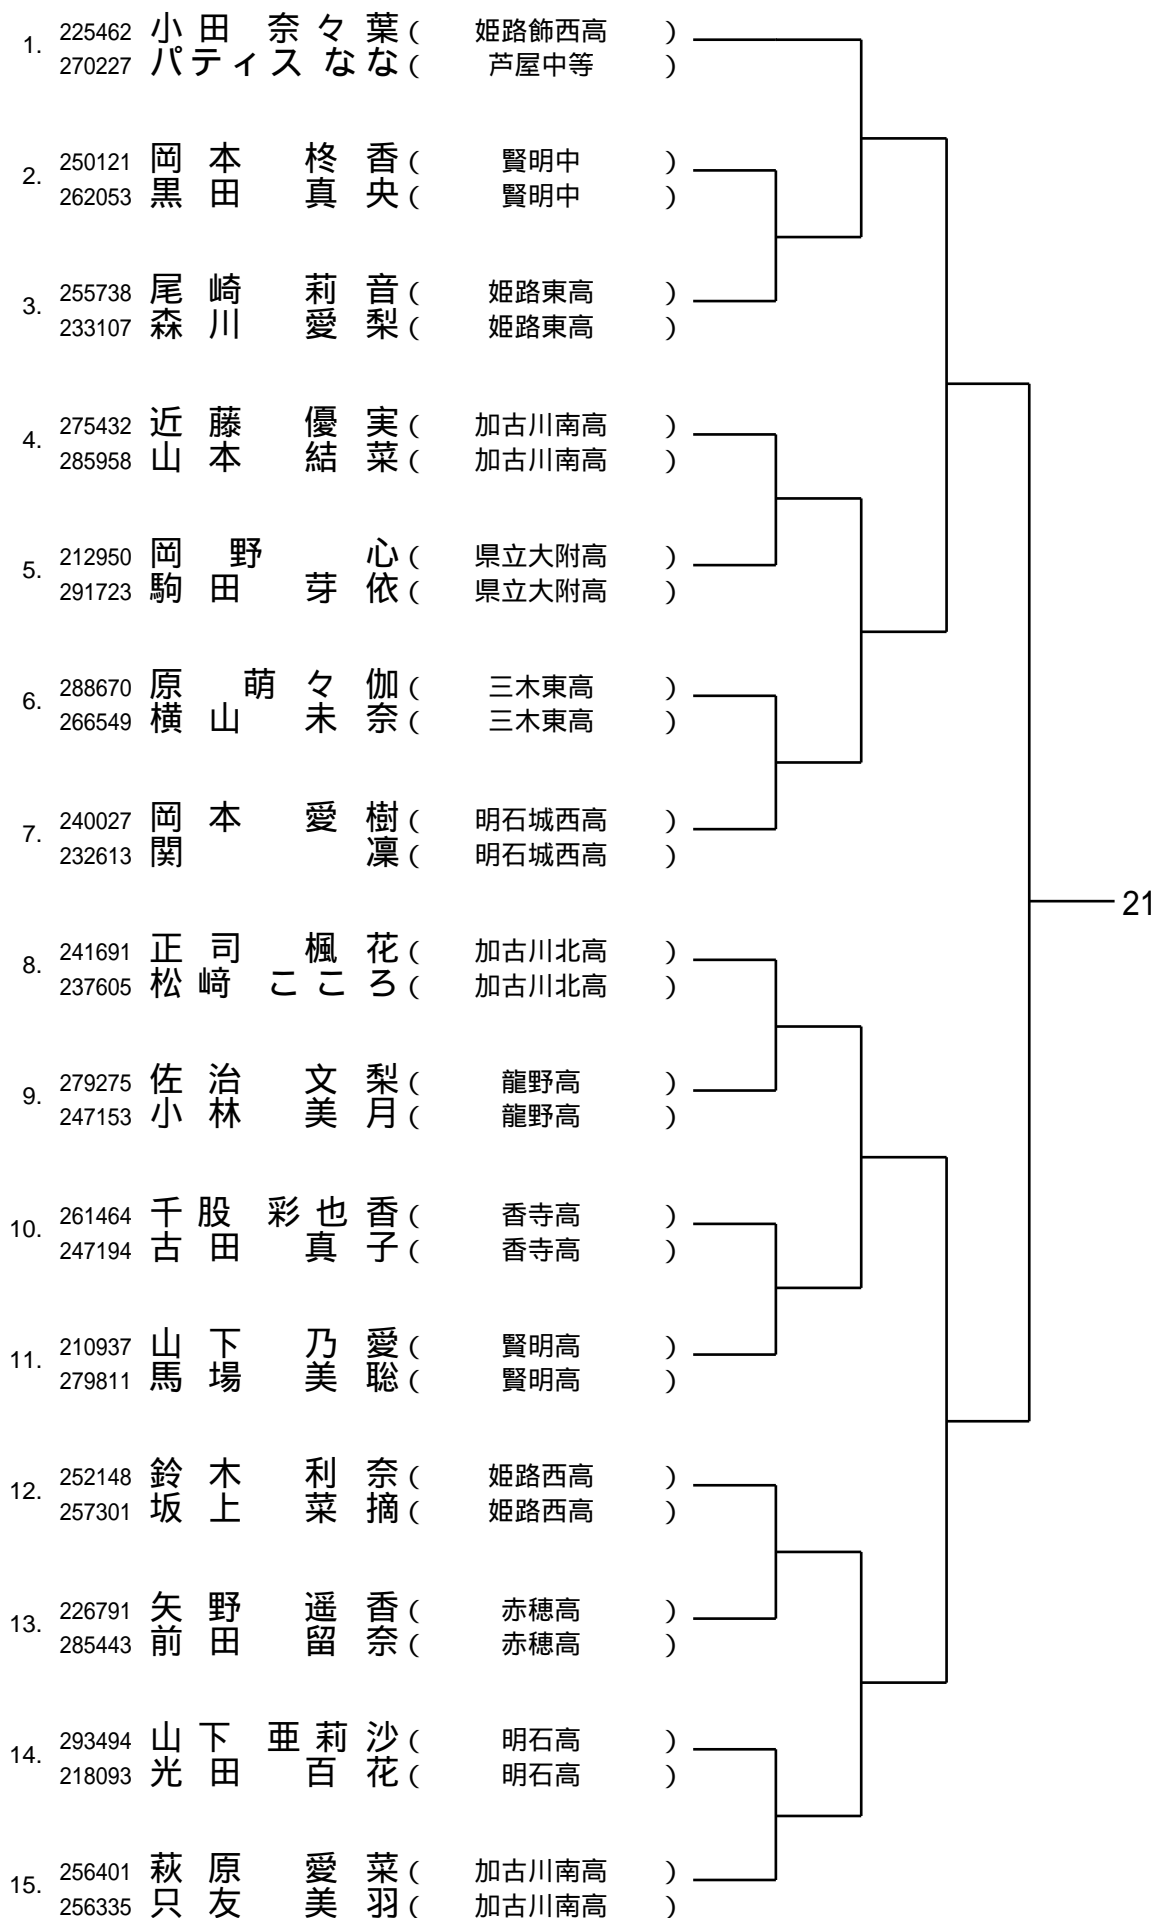 1. 225462 小田 奈々葉 ( 姫路飾西高 )
270227 パティス なな ( 芦屋中等 )
2. 250121 岡本 柊香 ( 賢明中 )
262053 黒田 真央 ( 賢明中 )
3. 255738 尾崎 莉音 ( 姫路東高 )
233107 森川 愛梨 ( 姫路東高 )
4. 275432 近藤 優実 ( 加古川南高 )
285958 山本 結菜 ( 加古川南高 )
5. 212950 岡野 心 ( 県立大附高 )
291723 駒田 芽依 ( 県立大附高 )
6. 288670 原 萌々伽 ( 三木東高 )
266549 横山 未奈 ( 三木東高 )
7. 240027 岡本 愛樹 ( 明石城西高 )
232613 関 凜 ( 明石城西高 )
21
8. 241691 正司 楓花 ( 加古川北高 )
237605 松﨑 こころ ( 加古川北高 )
9. 279275 佐治 文梨 ( 龍野高 )
247153 小林 美月 ( 龍野高 )
10. 261464 千股 彩也香 ( 香寺高 )
247194 古田 真子 ( 香寺高 )
11. 210937 山下 乃愛 ( 賢明高 )
279811 馬場 美聡 ( 賢明高 )
12. 252148 鈴木 利奈 ( 姫路西高 )
257301 坂上 菜摘 ( 姫路西高 )
13. 226791 矢野 遥香 ( 赤穂高 )
285443 前田 留奈 ( 赤穂高 )
14. 293494 山下 亜莉沙 ( 明石高 )
218093 光田 百花 ( 明石高 )
15. 256401 萩原 愛菜 ( 加古川南高 )
256335 只友 美羽 ( 加古川南高 )